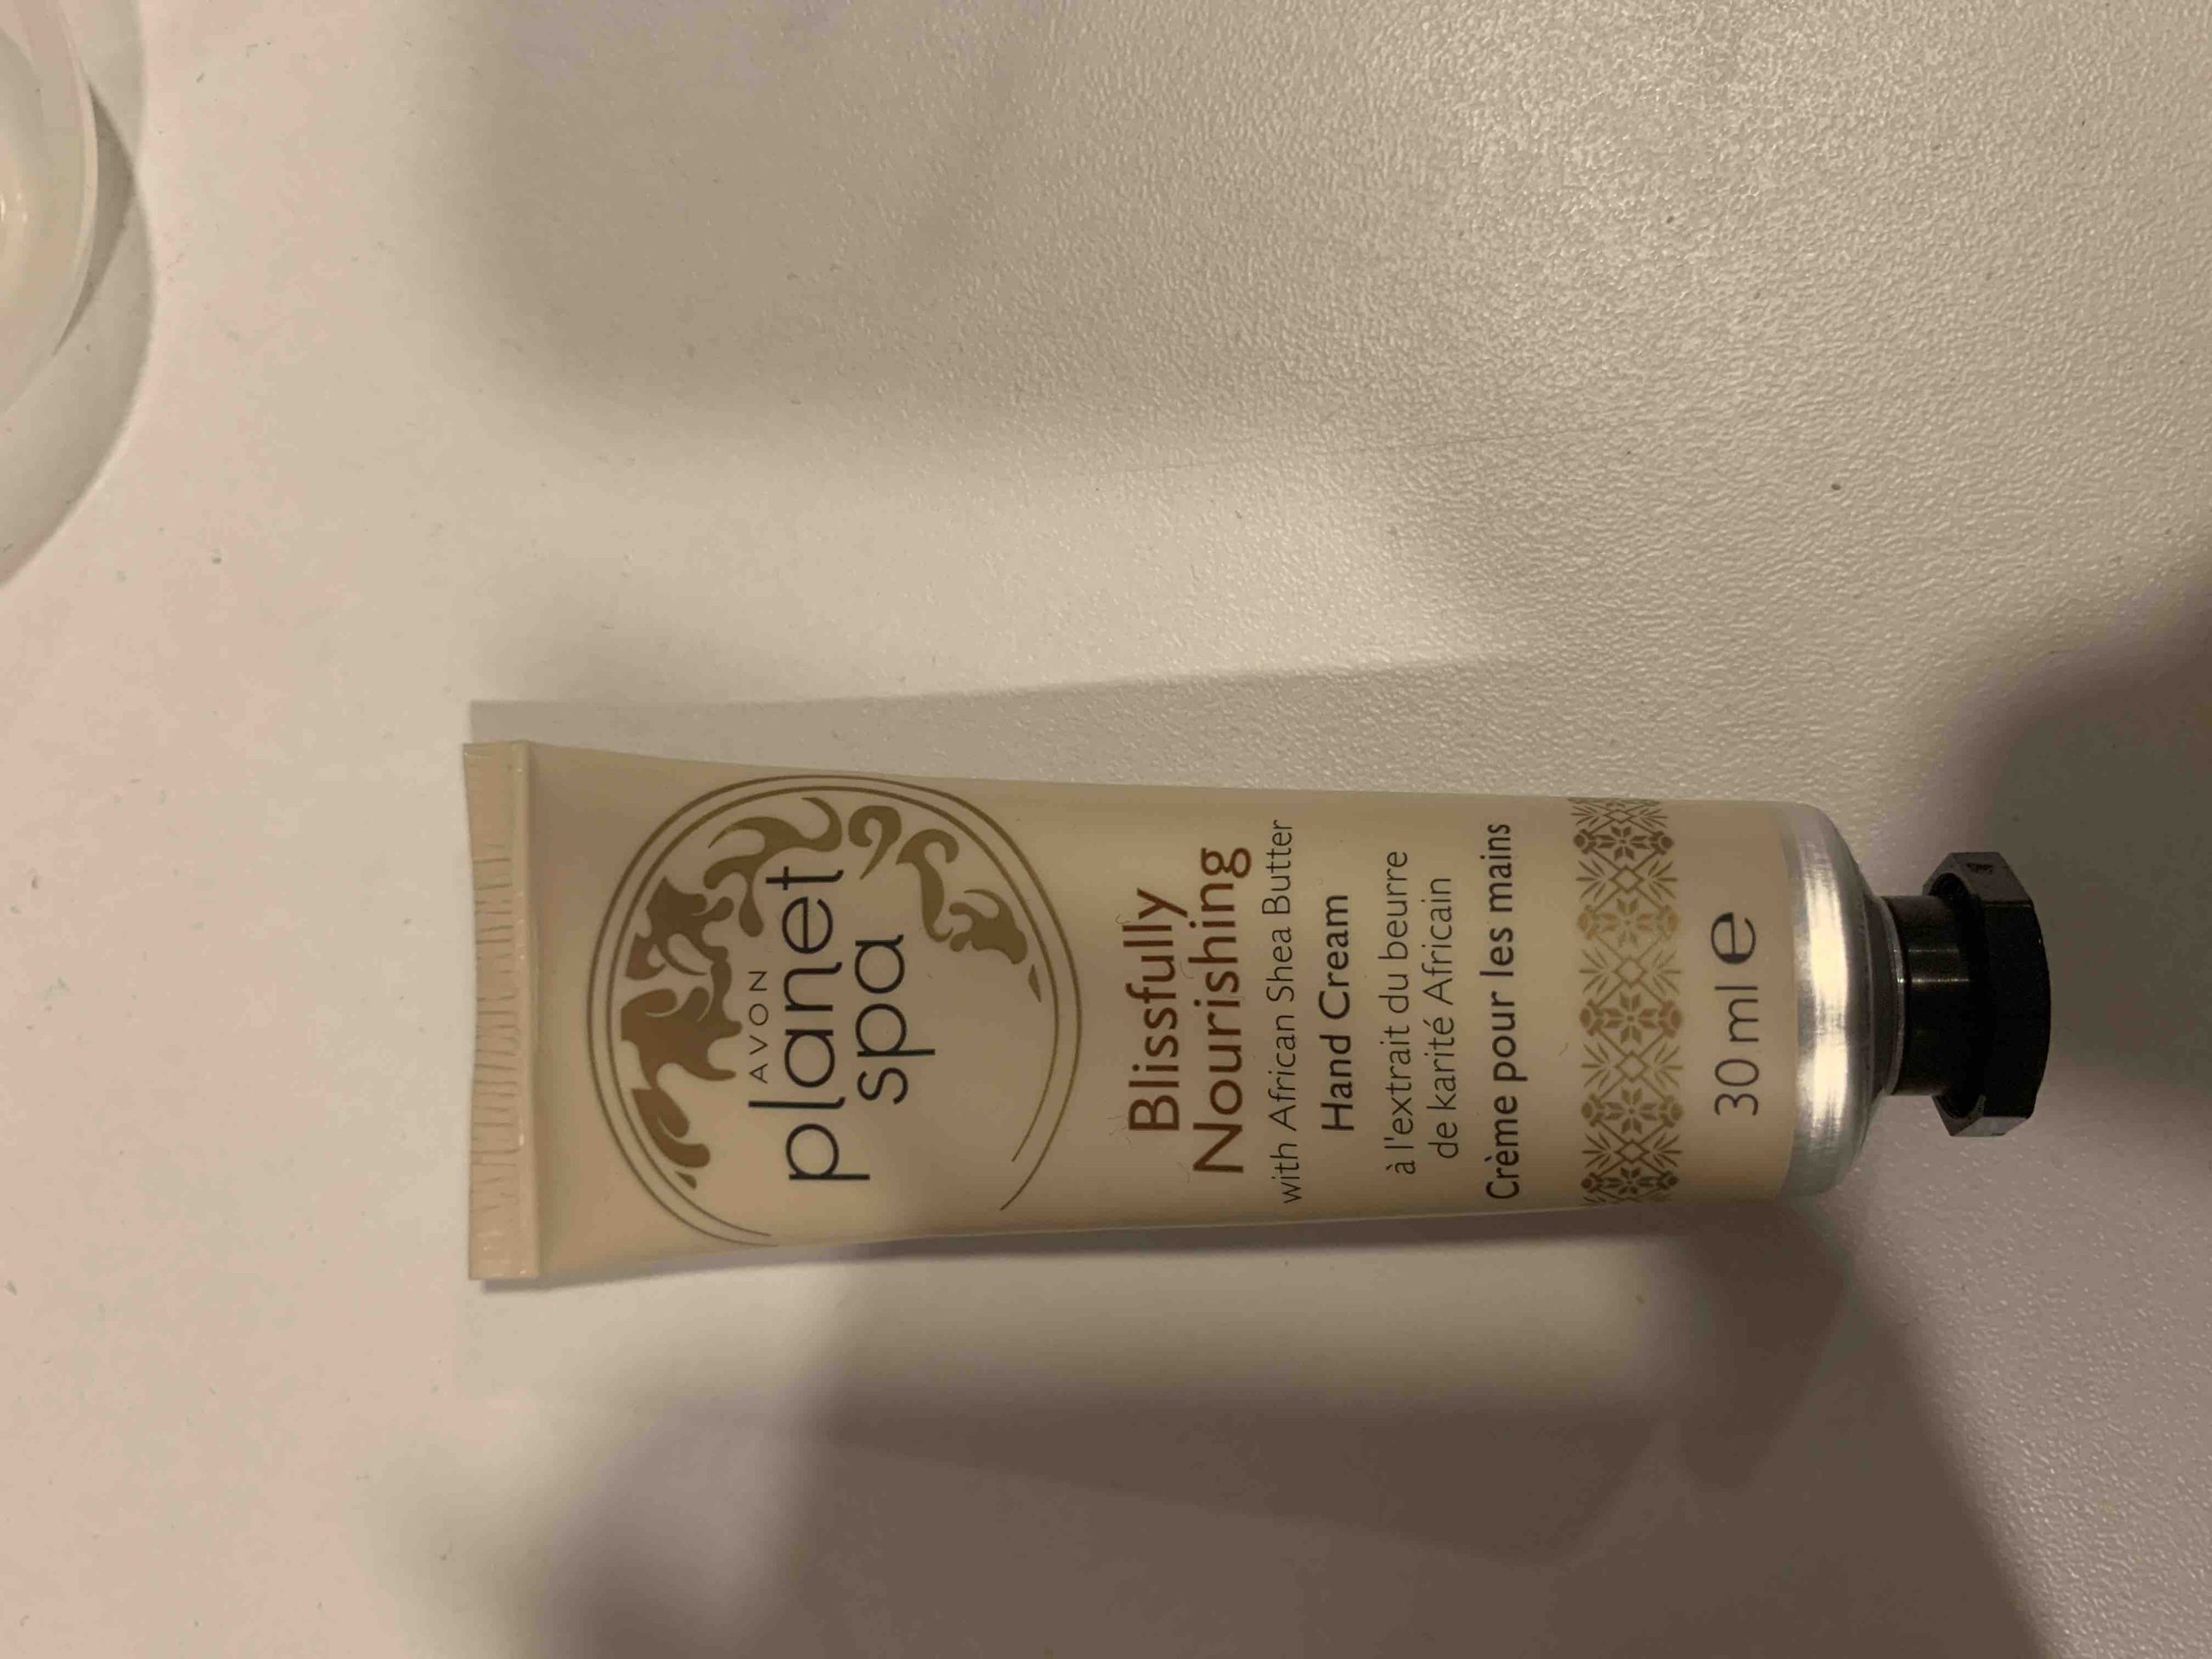 AVON
planet
spa
Blissfully
Nourishing
with African Shea Butter
Hand Cream
à l'extrait du beurre
de karité Africain
Crème pour les mains
30 ml e